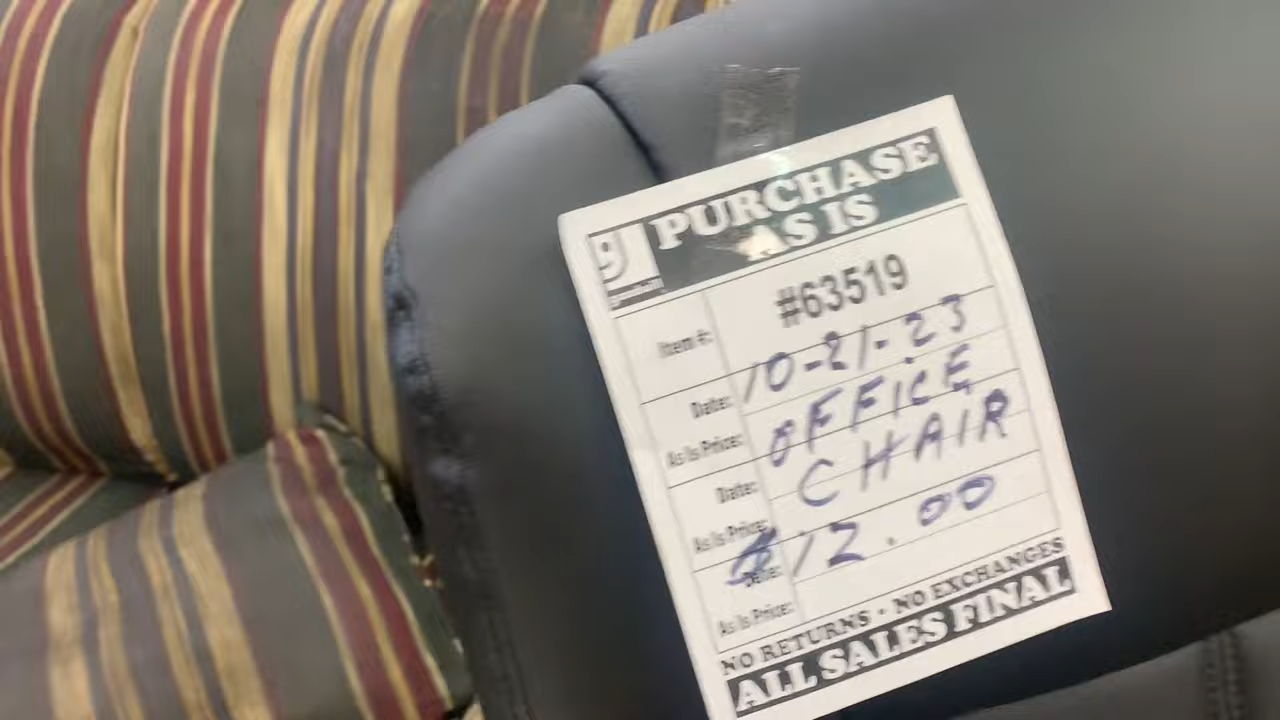 PURCHASE
AS IS
Item #: #63519
Date: 10-21-23
As Is Price: OFFICE
Date: CHAIR
As Is Price:
Date: $12.00
As Is Price:
NO RETURNS • NO EXCHANGES
ALL SALES FINAL